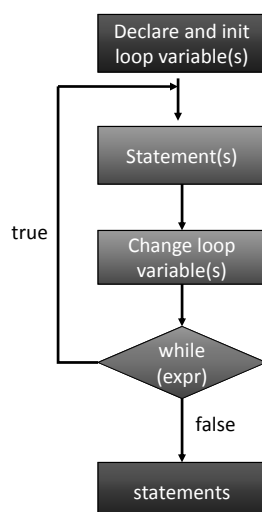 Declare and init
loop variable(s)
Statement(s)
true
Change loop
variable(s)
while
(expr)
false
statements